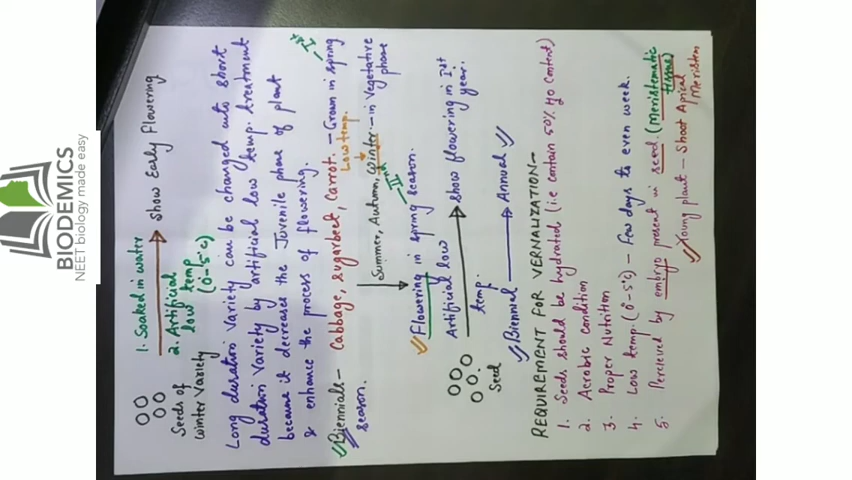 BIODEMICS
NEET biology made easy
1. Soaked in water
2. Artificial
low temp
(0-5°c)
Seeds of
winter Variety
show Early Flowering
Long duration Variety can be changed into short
duration Variety by artificial low temp. treatment
because it decreases the Juvenile phase of plant
& enhance the process of flowering.
Biennials- Cabbage, sugarbeet, Carrot. - Grown in spring
season.
Ist
Low temp.
Summer, Autumn, winter - in Vegetative
phase
IInd
Flowering in spring season.
Seed
Artificial low
temp.
show flowering in Ist
year.
Biennial → Annual
REQUIREMENT FOR VERNALIZATION-
1. Seeds should be hydrated, (i.e contain 50% H2O content)
2. Aerobic condition
3. Proper Nutrition
4. Low temp. (0-5°c) - Few days to even week.
5. Percieved by embryo present in seed. (Meristematic
tissue)
Young plant - Shoot Apical
Meristem